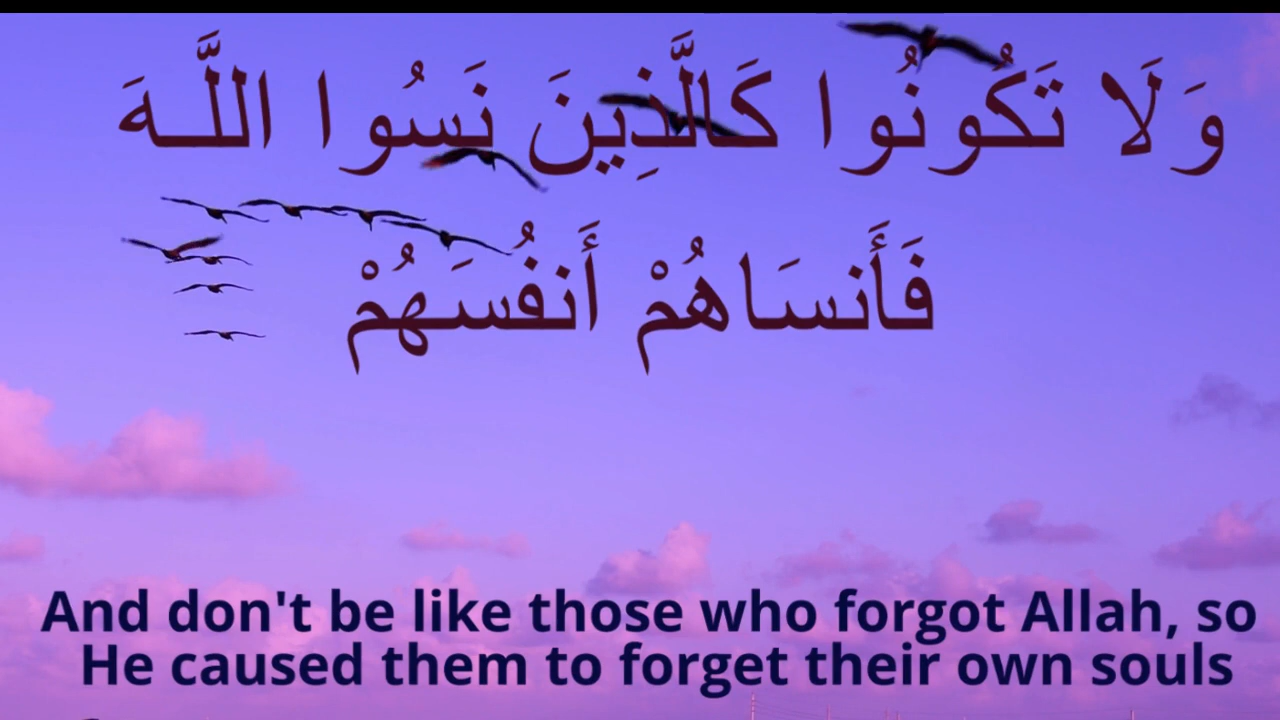 وَلَا تَكُونُوا كَالَّذِينَ نَسُوا اللَّـهَ
فَأَنسَاهُمْ أَنفُسَهُمْ
And don't be like those who forgot Allah, so
He caused them to forget their own souls